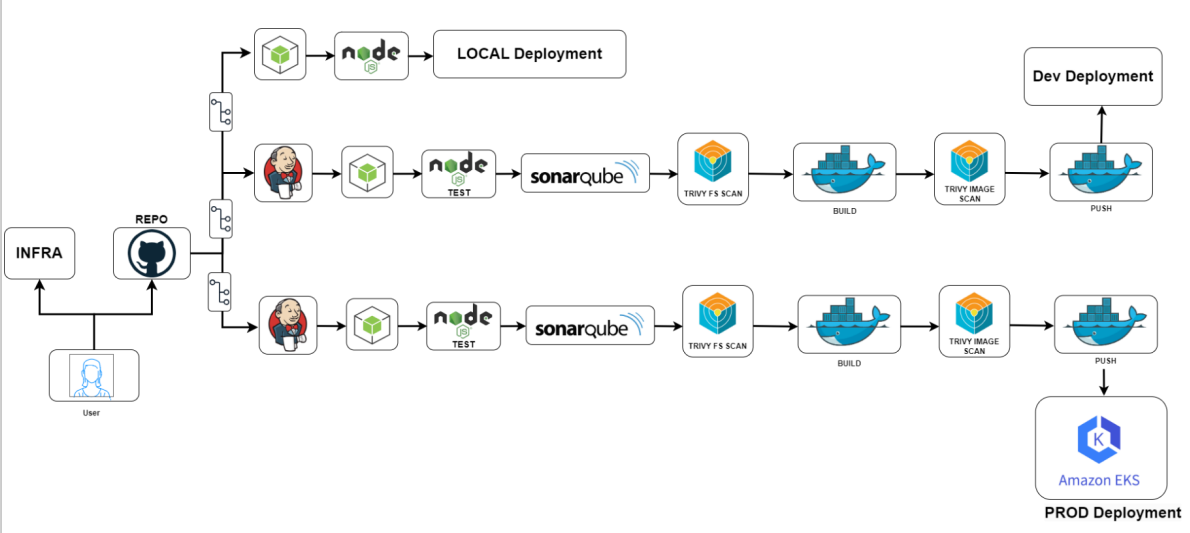 node
JS
LOCAL Deployment
Dev Deployment
node
JS
TEST
sonarqube
TRIVY FS SCAN
BUILD
TRIVY IMAGE
SCAN
PUSH
REPO
INFRA
node
JS
TEST
sonarqube
TRIVY FS SCAN
BUILD
TRIVY IMAGE
SCAN
PUSH
User
K
Amazon EKS
PROD Deployment